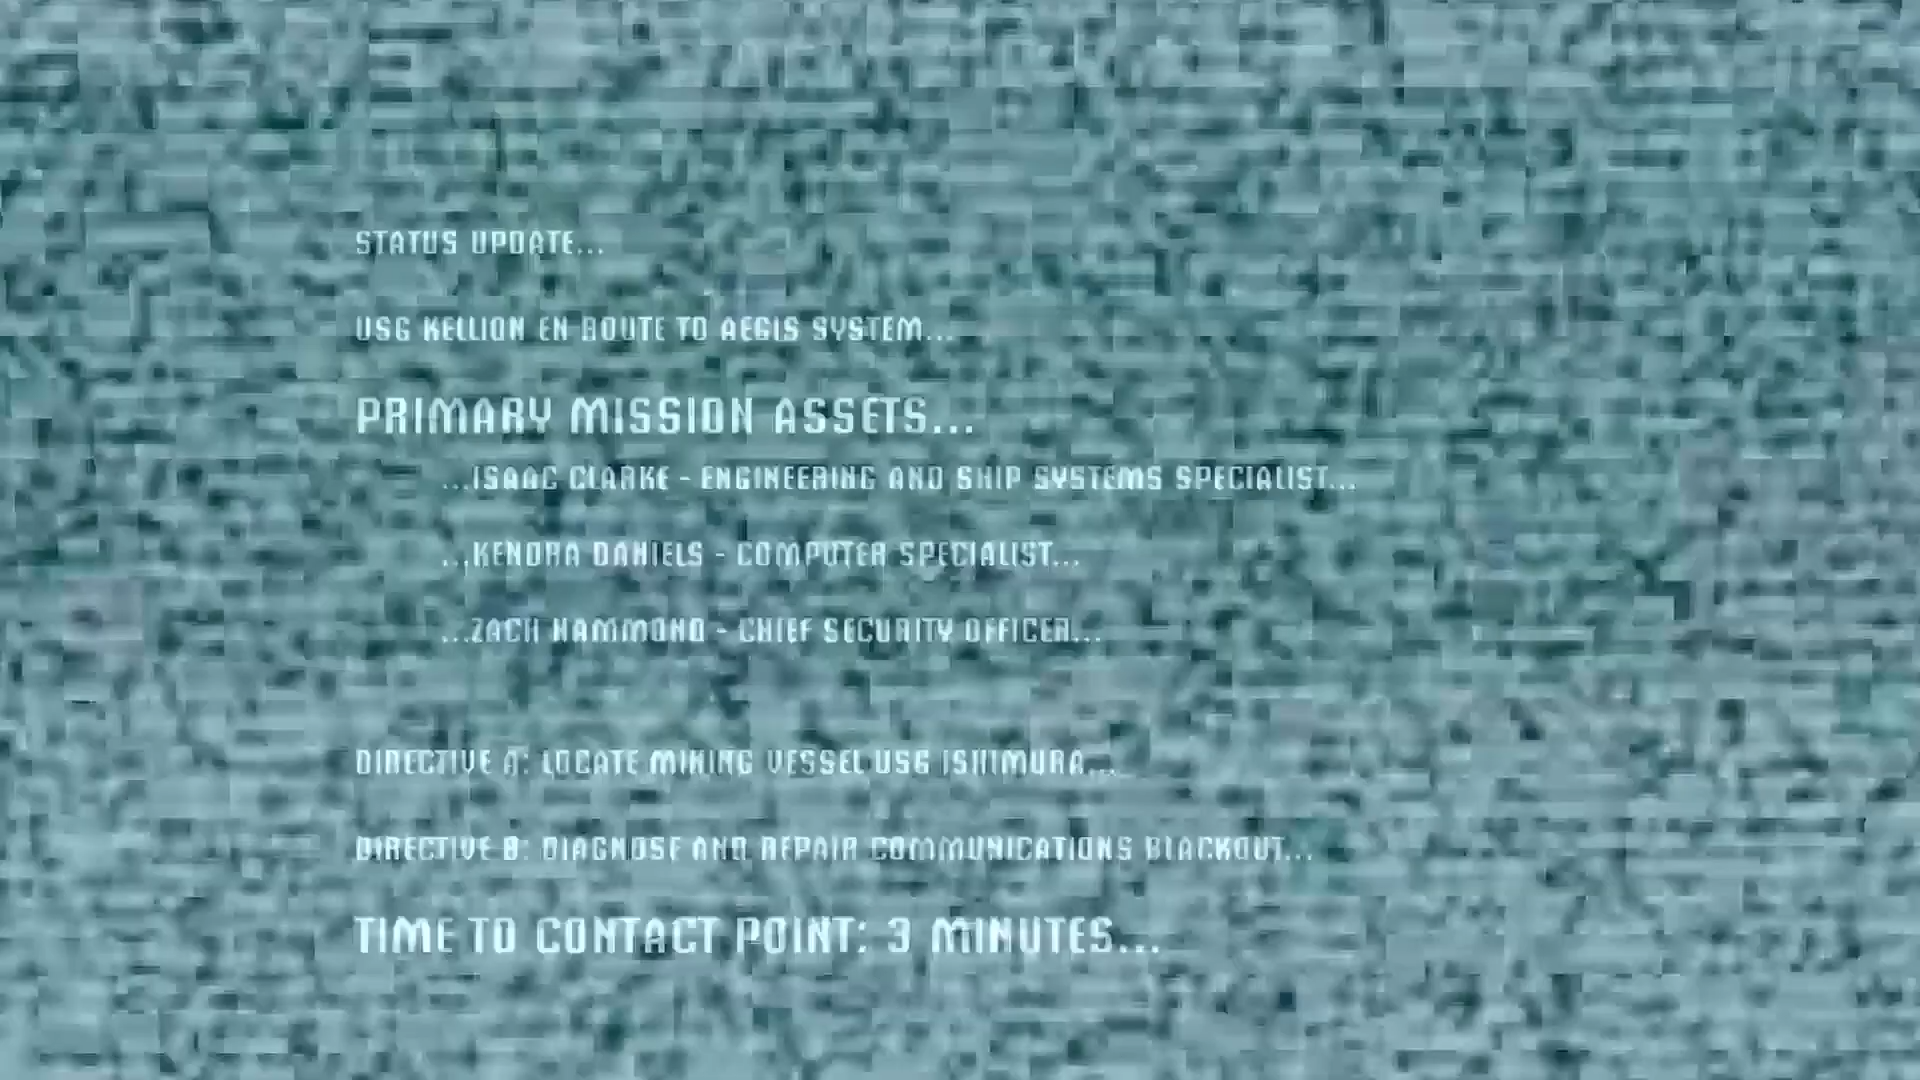 STATUS UPDATE...
USG KELLION EN ROUTE TO AEGIS SYSTEM...
PRIMARY MISSION ASSETS...
...ISAAC CLARKE - ENGINEERING AND SHIP SYSTEMS SPECIALIST...
...KENDRA DANIELS - COMPUTER SPECIALIST...
...ZACH HAMMOND - CHIEF SECURITY OFFICER...
DIRECTIVE A: LOCATE MINING VESSEL USG ISHIMURA...
DIRECTIVE B: DIAGNOSE AND REPAIR COMMUNICATIONS BLACKOUT...
TIME TO CONTACT POINT: 3 MINUTES...